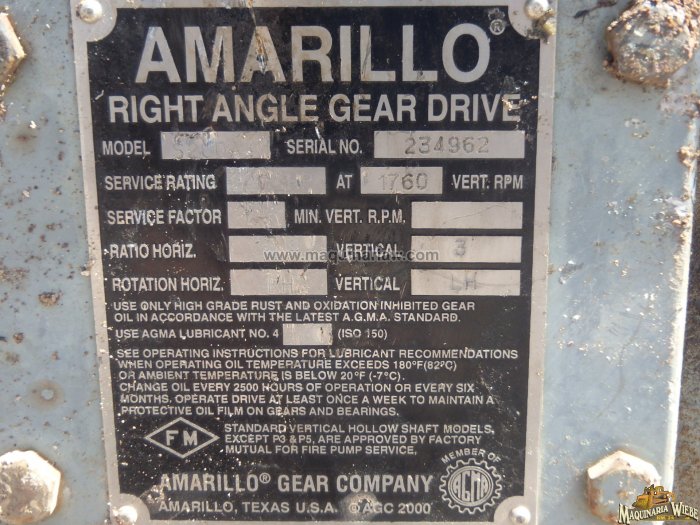 AMARILLO®
RIGHT ANGLE GEAR DRIVE
MODEL SERIAL NO. 234962
SERVICE RATING AT 1760 VERT. RPM
SERVICE FACTOR MIN. VERT. R.P.M.
RATIO HORIZ. VERTICAL 3
www.maquinariaw.com
ROTATION HORIZ. VERTICAL LH
USE ONLY HIGH GRADE RUST AND OXIDATION INHIBITED GEAR
OIL IN ACCORDANCE WITH THE LATEST A.G.M.A. STANDARD.
USE AGMA LUBRICANT NO. 4 (ISO 150)
SEE OPERATING INSTRUCTIONS FOR LUBRICANT RECOMMENDATIONS
WHEN OPERATING OIL TEMPERATURE EXCEEDS 180°F(82°C)
OR AMBIENT TEMPERATURE IS BELOW 20°F (-7°C).
CHANGE OIL EVERY 2500 HOURS OF OPERATION OR EVERY SIX
MONTHS. OPERATE DRIVE AT LEAST ONCE A WEEK TO MAINTAIN A
PROTECTIVE OIL FILM ON GEARS AND BEARINGS.
FM
STANDARD VERTICAL HOLLOW SHAFT MODELS,
EXCEPT P3 & P5, ARE APPROVED BY FACTORY
MUTUAL FOR FIRE PUMP SERVICE.
MEMBER OF
AGMA
AMARILLO® GEAR COMPANY
AMARILLO, TEXAS U.S.A. © AGC 2000
MAQUINARIA WIEBE